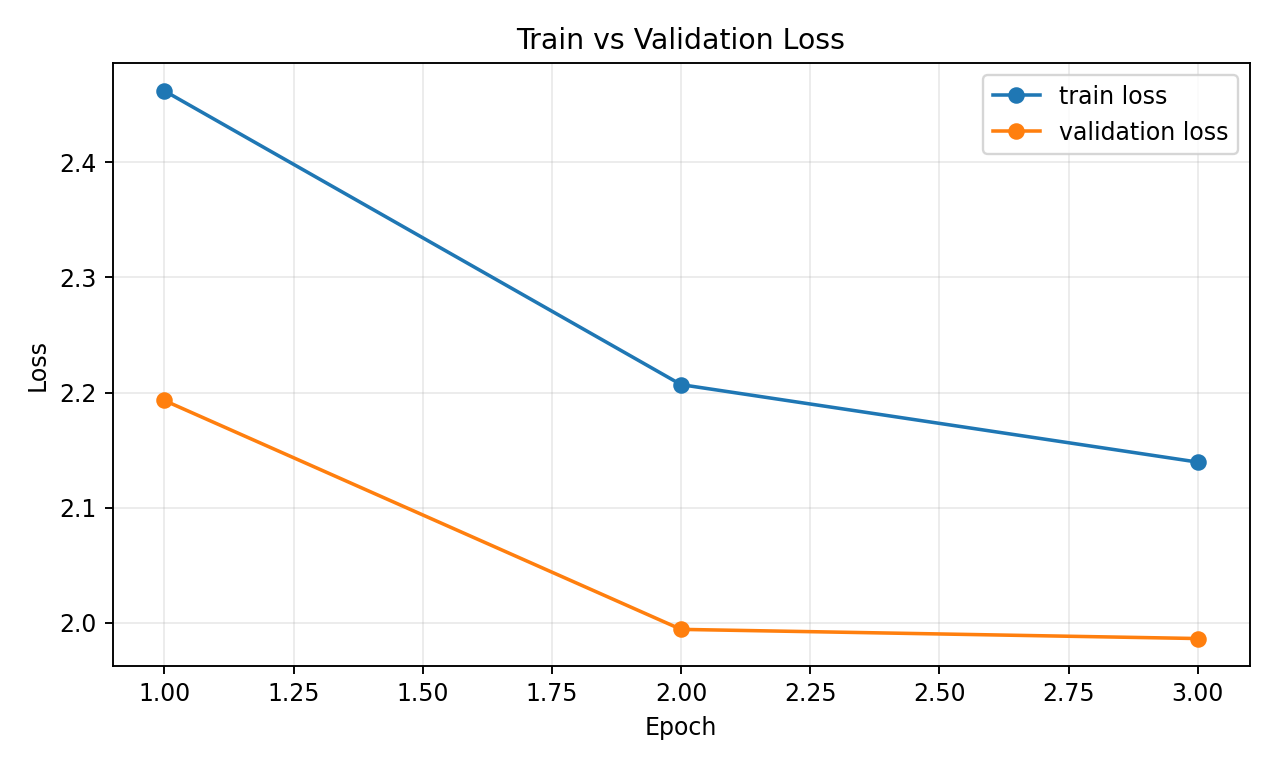 Train vs Validation Loss
train loss
validation loss
2.4
2.3
2.2
2.1
2.0
Loss
1.00 1.25 1.50 1.75 2.00 2.25 2.50 2.75 3.00
Epoch